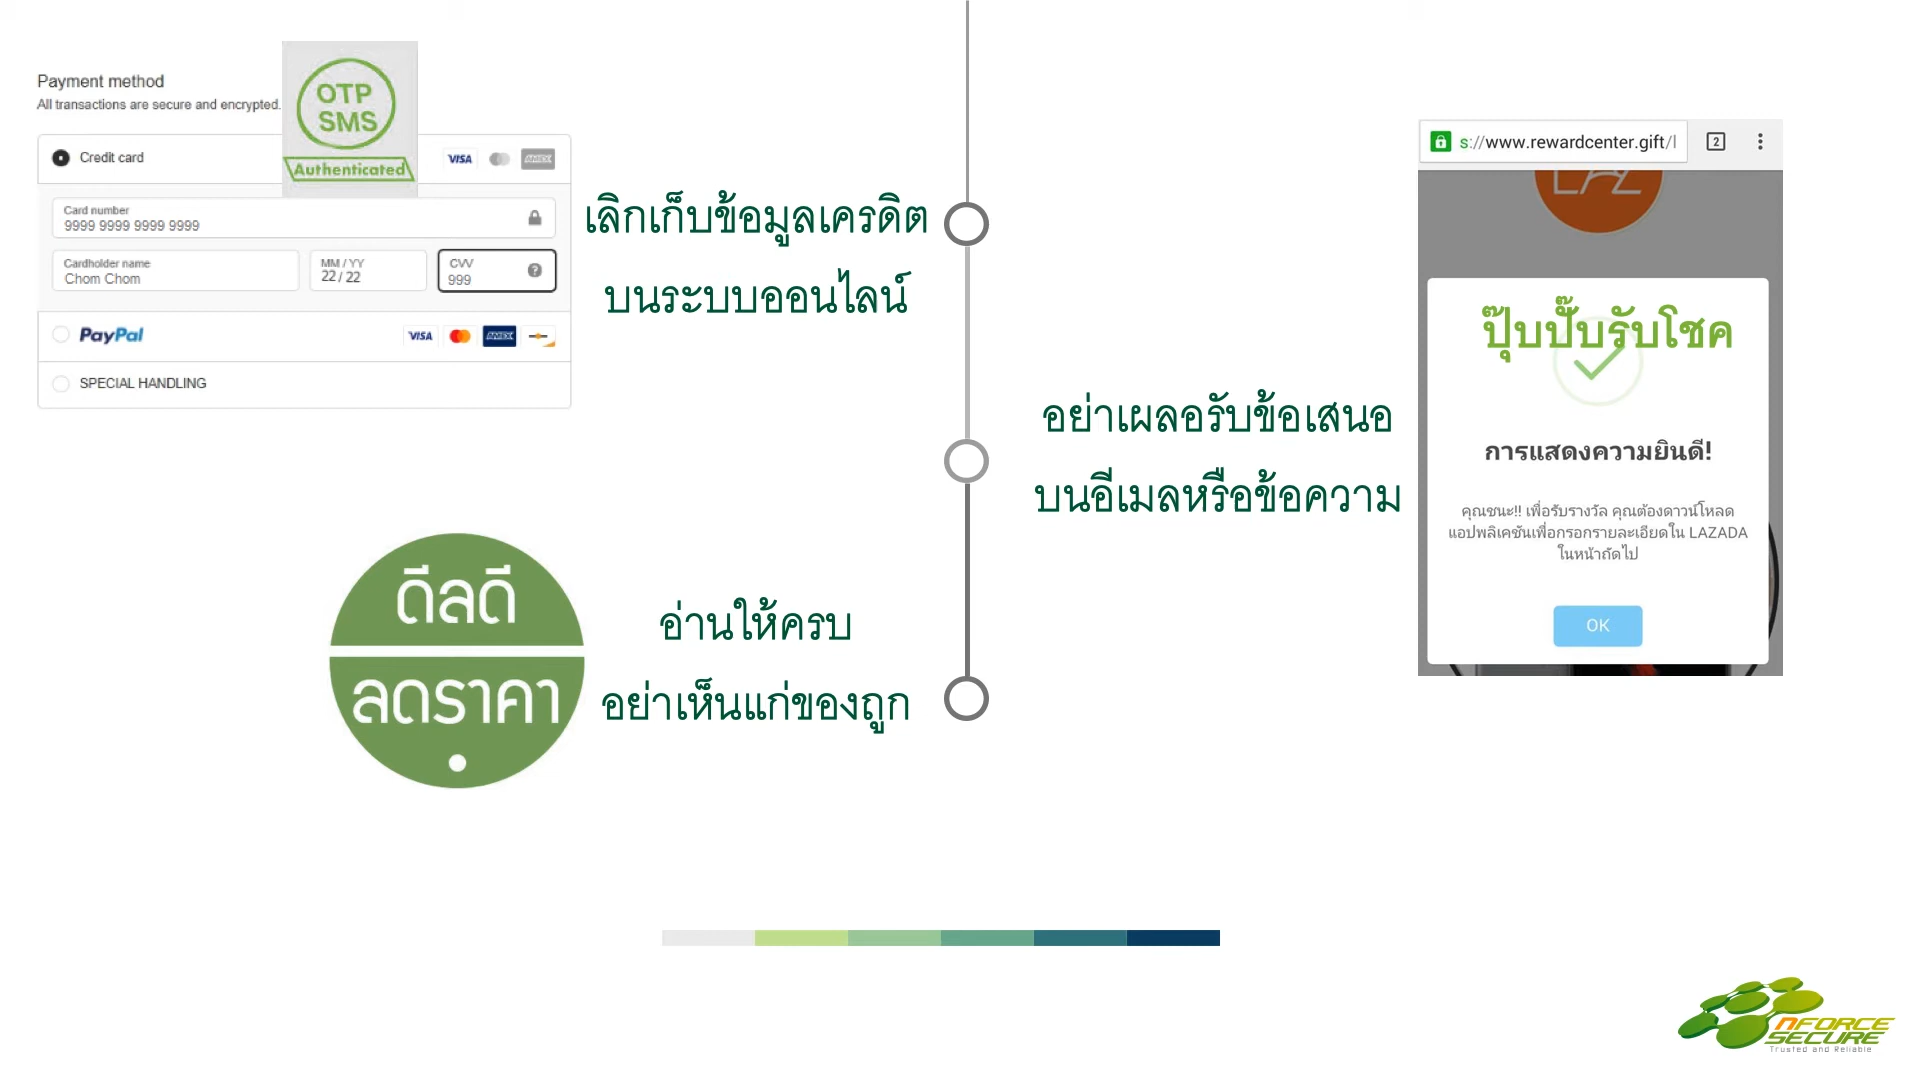 Payment method
All transactions are secure and encrypted.
OTP
SMS
Authenticated
Credit card
VISA
AMEX
Card number
9999 9999 9999 9999
Cardholder name
Chom Chom
MM / YY
22 / 22
CVV
999
PayPal
VISA
AMEX
SPECIAL HANDLING
เลิกเก็บข้อมูลเครดิต
บนระบบออนไลน์
s://www.rewardcenter.gift/l
2
LAZ
ปุ๊บปั๊บรับโชค
การแสดงความยินดี!
คุณชนะ!! เพื่อรับรางวัล คุณต้องดาวน์โหลด
แอปพลิเคชันเพื่อกรอกรายละเอียดใน LAZADA
ในหน้าถัดไป
OK
อย่าเผลอรับข้อเสนอ
บนอีเมลหรือข้อความ
ดีลดี
ลดราคา
อ่านให้ครบ
อย่าเห็นแก่ของถูก
NFORCE
SECURE
Trusted and Reliable